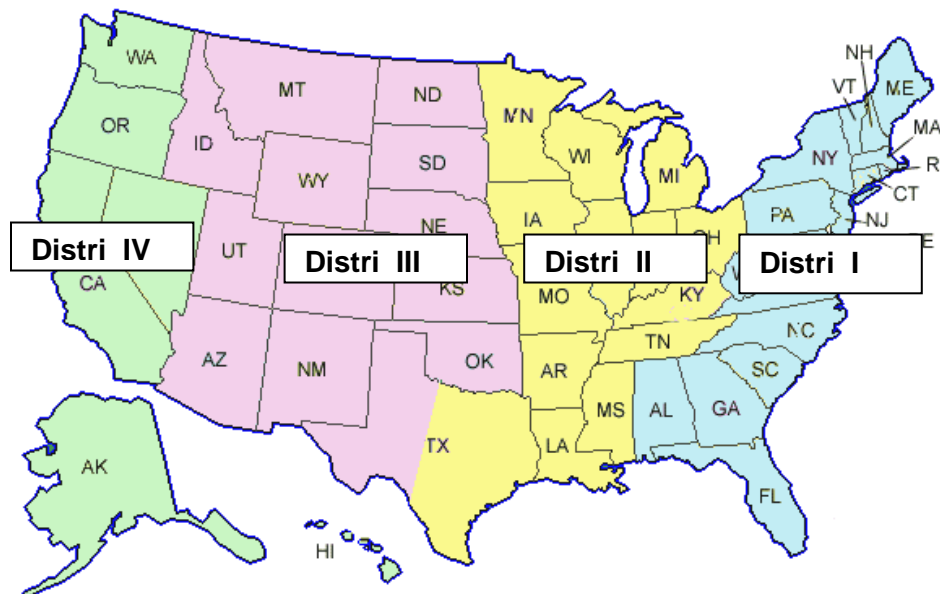 NH
WA
MT
ND
VT
ME
MN
OR
MA
ID
WI
NY
R
SD
WY
MI
CT
PA
IA
NJ
NE
OH
E
Distri IV
UT
Distri III
Distri II
Distri I
CA
KS
MO
KY
W
NC
TN
AZ
NM
OK
AR
SC
MS
AL
GA
TX
LA
AK
FL
HI